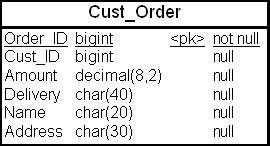 Cust_Order
Order_ID bigint <pk> not null
Cust_ID bigint null
Amount decimal(8,2) null
Delivery char(40) null
Name char(20) null
Address char(30) null